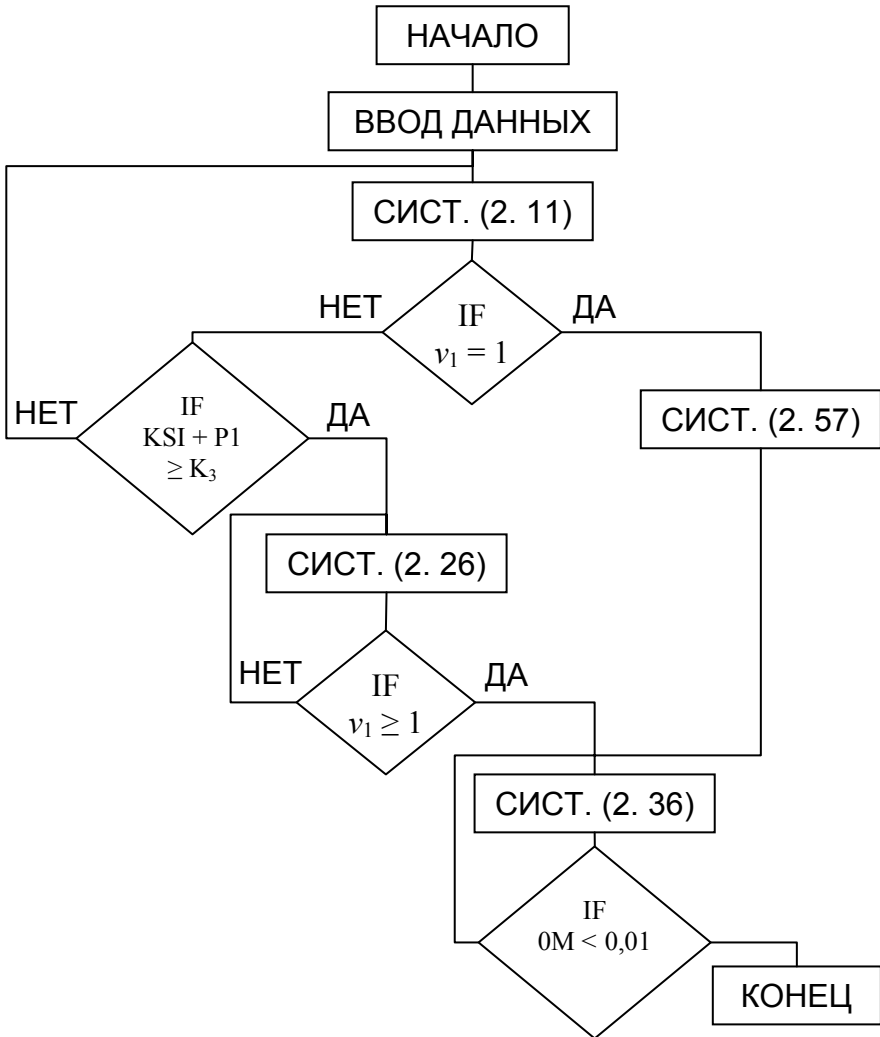 НАЧАЛО
ВВОД ДАННЫХ
СИСТ. (2. 11)
НЕТ
IF
v₁ = 1
ДА
НЕТ
IF
KSI + P1
≥ K₃
ДА
СИСТ. (2. 57)
СИСТ. (2. 26)
НЕТ
IF
v₁ ≥ 1
ДА
СИСТ. (2. 36)
IF
0M < 0,01
КОНЕЦ